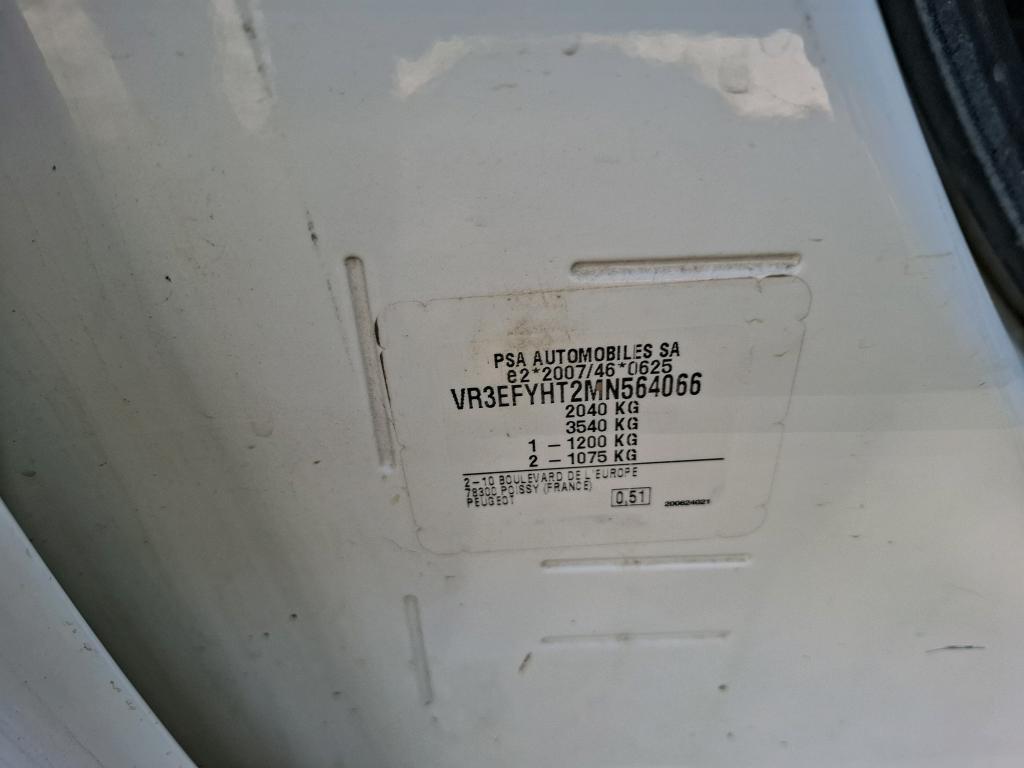 PSA AUTOMOBILES SA
e2*2007/46*0625
VR3EFYHT2MN564066
2040 KG
3540 KG
1 – 1200 KG
2 – 1075 KG
2–10 BOULEVARD DE L'EUROPE
78300 POISSY (FRANCE)
PEUGEOT
0,51
200624021